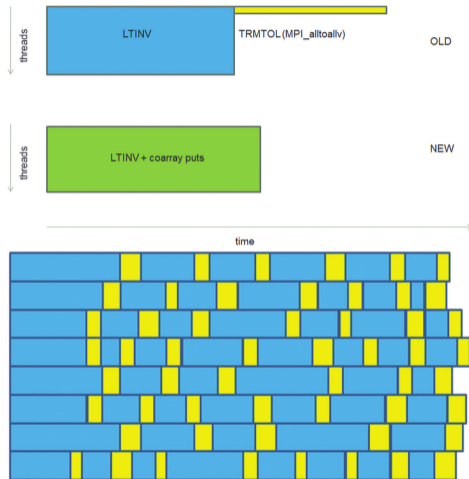 threads
LTINV
TRMTOL(MPI_alltoallv)
OLD
threads
LTINV + coarray puts
NEW
time